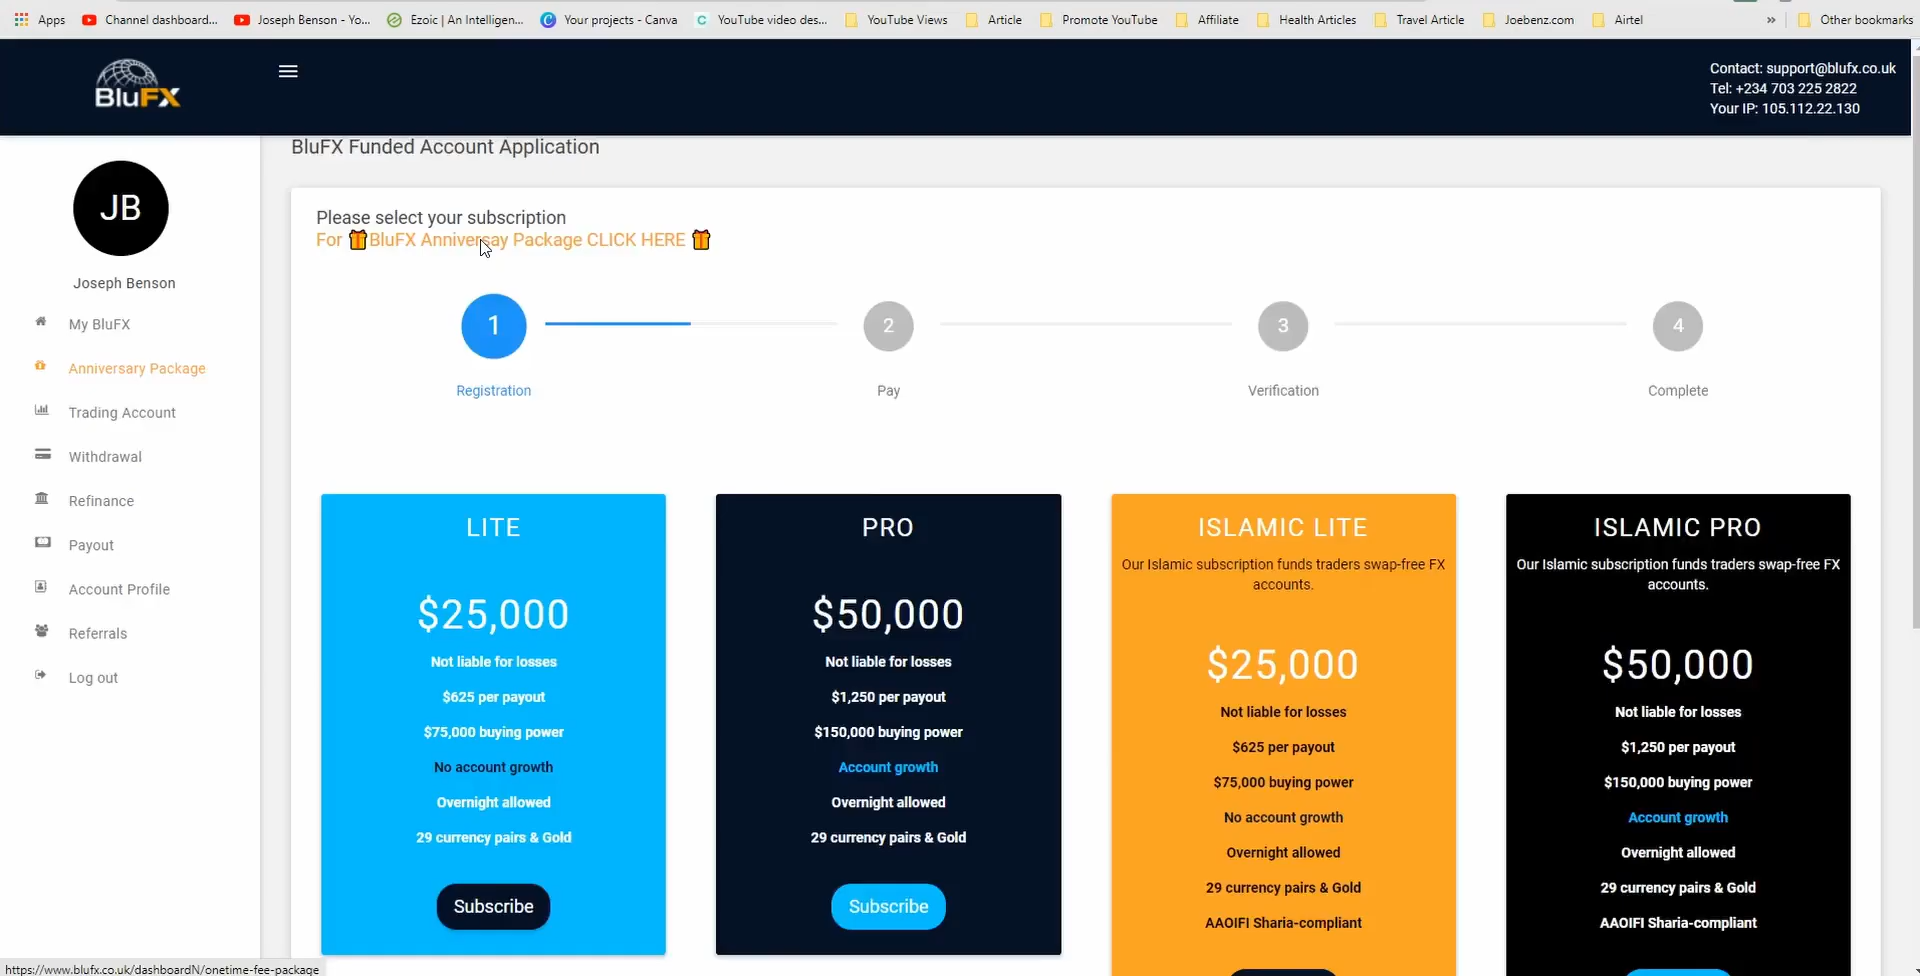 Apps
Channel dashboard...
Joseph Benson - Yo...
Ezoic | An Intelligen...
Your projects - Canva
YouTube video des...
YouTube Views
Article
Promote YouTube
Affiliate
Health Articles
Travel Article
Joebenz.com
Airtel
»
Other bookmarks
BluFX
Contact: support@blufx.co.uk
Tel: +234 703 225 2822
Your IP: 105.112.22.130
JB
Joseph Benson
My BluFX
Anniversary Package
Trading Account
Withdrawal
Refinance
Payout
Account Profile
Referrals
Log out
BluFX Funded Account Application
Please select your subscription
For 🎁BluFX Anniversay Package CLICK HERE 🎁
1
Registration
2
Pay
3
Verification
4
Complete
LITE
$25,000
Not liable for losses
$625 per payout
$75,000 buying power
No account growth
Overnight allowed
29 currency pairs & Gold
Subscribe
PRO
$50,000
Not liable for losses
$1,250 per payout
$150,000 buying power
Account growth
Overnight allowed
29 currency pairs & Gold
Subscribe
ISLAMIC LITE
Our Islamic subscription funds traders swap-free FX
accounts.
$25,000
Not liable for losses
$625 per payout
$75,000 buying power
No account growth
Overnight allowed
29 currency pairs & Gold
AAOIFI Sharia-compliant
ISLAMIC PRO
Our Islamic subscription funds traders swap-free FX
accounts.
$50,000
Not liable for losses
$1,250 per payout
$150,000 buying power
Account growth
Overnight allowed
29 currency pairs & Gold
AAOIFI Sharia-compliant
https://www.blufx.co.uk/dashboardN/onetime-fee-package